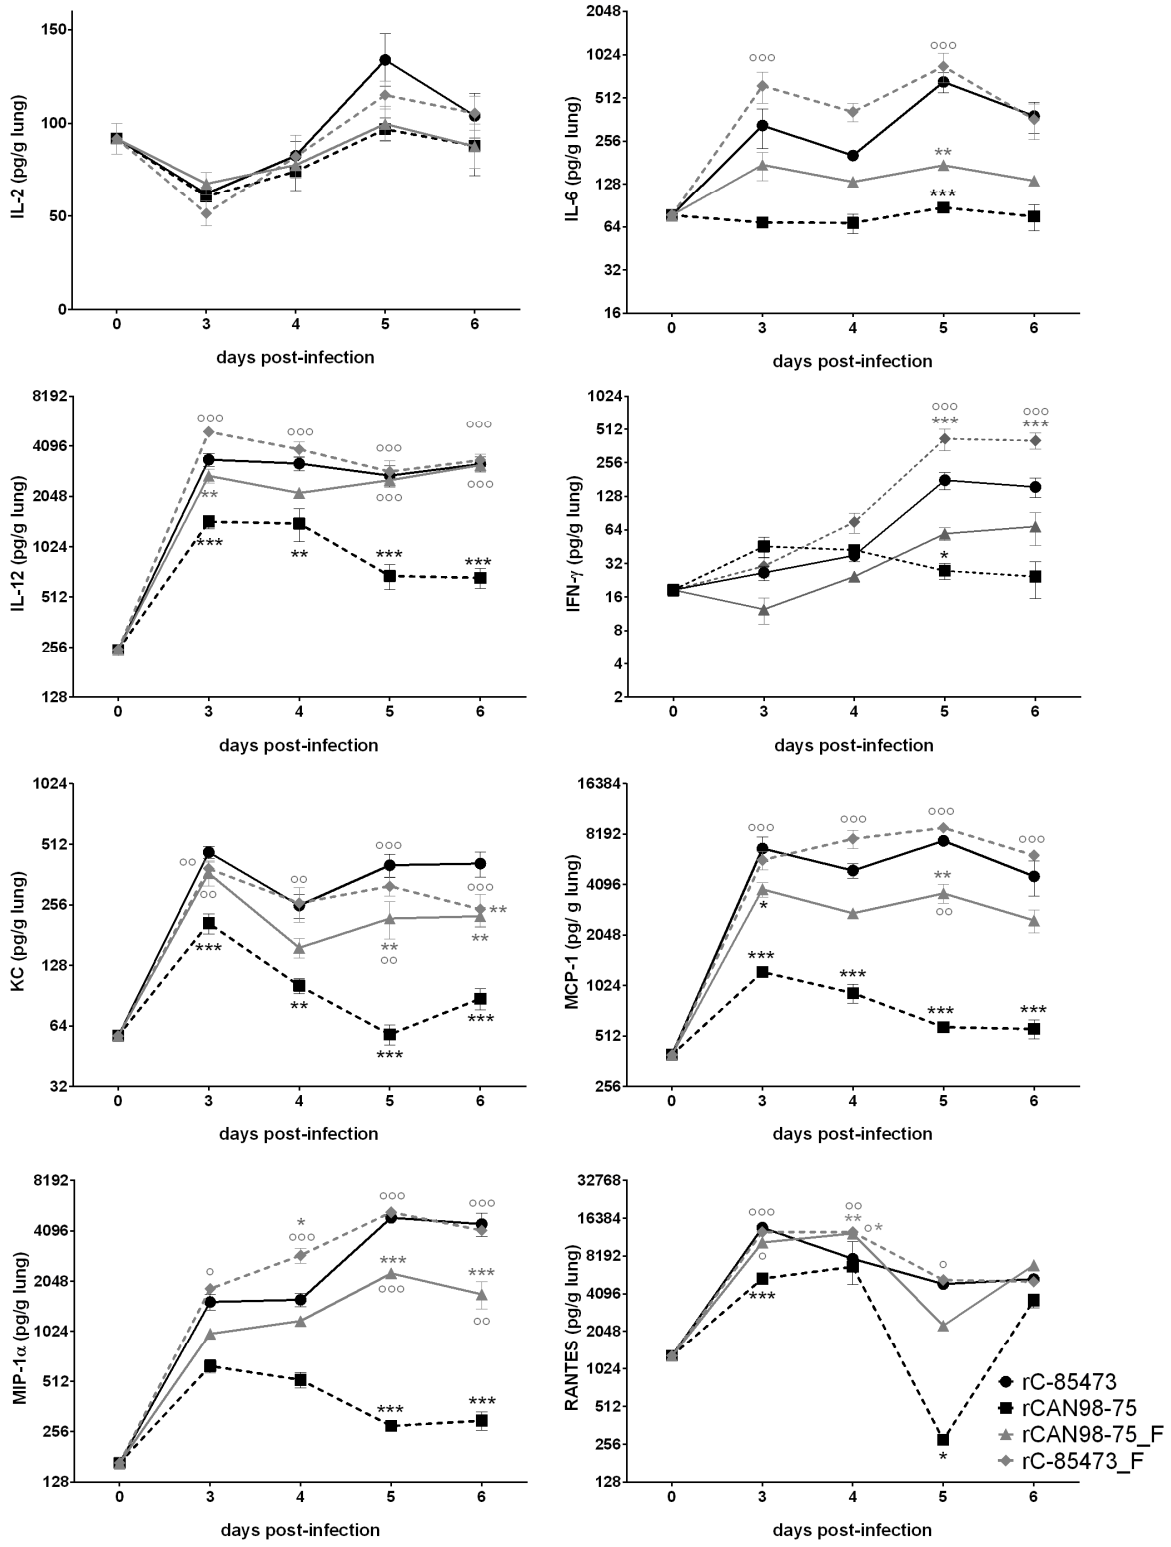 IL-2 (pg/g lung)
150
100
50
0
0 3 4 5 6
days post-infection
IL-6 (pg/g lung)
2048
1024
512
256
128
64
32
16
°°° °°°
**
***
0 3 4 5 6
days post-infection
IL-12 (pg/g lung)
8192
4096
2048
1024
512
256
128
°°° °°° °°° °°°
** °°° °°°
*** ** *** ***
0 3 4 5 6
days post-infection
IFN-γ (pg/g lung)
1024
512
256
128
64
32
16
8
4
2
°°° °°°
*** ***
*
0 3 4 5 6
days post-infection
KC (pg/g lung)
1024
512
256
128
64
32
°° °° °°° °°° **
°° ** **
°°
*** ** *** ***
0 3 4 5 6
days post-infection
MCP-1 (pg/ g lung)
16384
8192
4096
2048
1024
512
256
°°° °°° °°° °°°
* **
°°
*** *** *** ***
0 3 4 5 6
days post-infection
MIP-1α (pg/g lung)
8192
4096
2048
1024
512
256
128
° * °°° °°°
°°°
*** ***
°°° °°
*** ***
0 3 4 5 6
days post-infection
RANTES (pg/g lung)
32768
16384
8192
4096
2048
1024
512
256
128
°°° °°
** °*
° °
***
*
0 3 4 5 6
days post-infection
rC-85473
rCAN98-75
rCAN98-75_F
rC-85473_F